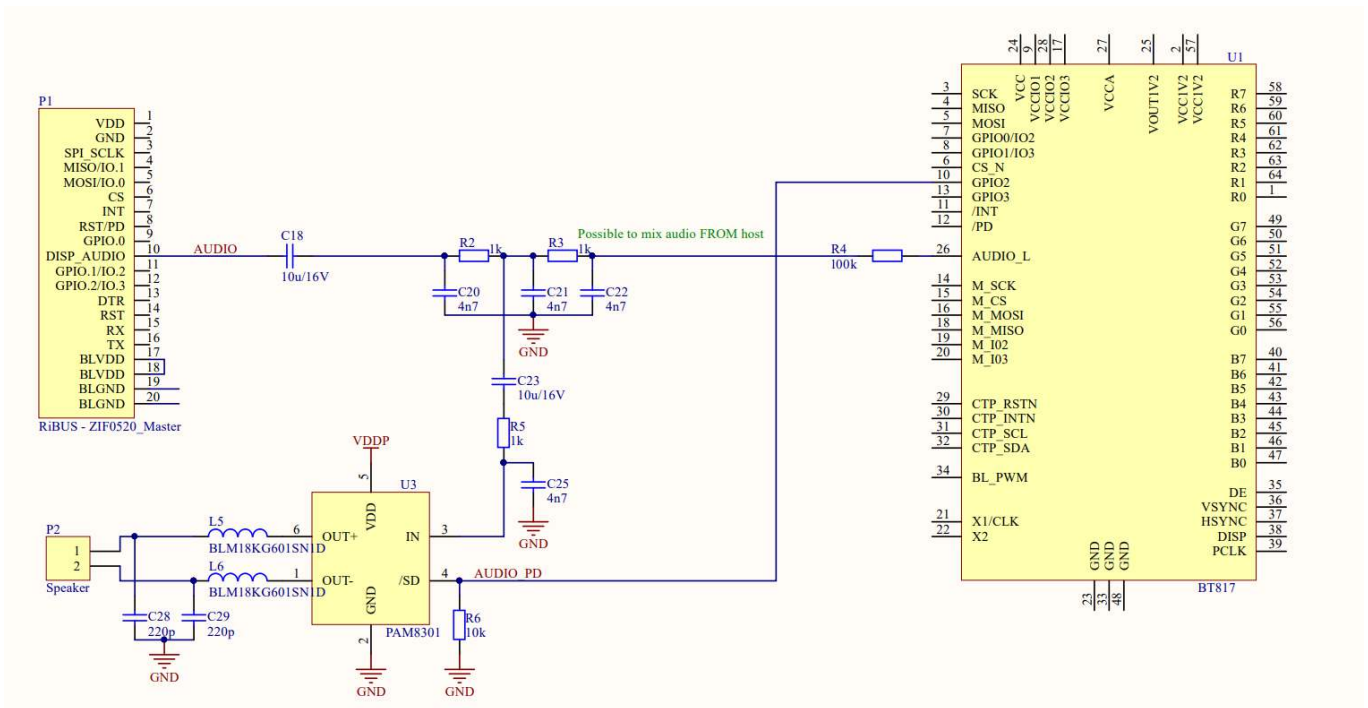 P1
VDD 1
GND 2
SPI_SCLK 3
MISO/IO.1 4
MOSI/IO.0 5
CS 6
INT 7
RST/PD 8
GPIO.0 9
DISP_AUDIO 10
GPIO.1/IO.2 11
GPIO.2/IO.3 12
DTR 13
RST 14
RX 15
TX 16
BLVDD 17
BLVDD 18
BLGND 19
BLGND 20
RiBUS - ZIF0520_Master
AUDIO
C18
10u/16V
R2
1k
Possible to mix audio FROM host
R3
1k
R4
100k
C20
4n7
C21
4n7
C22
4n7
GND
C23
10u/16V
R5
1k
C25
4n7
GND
VDDP
5
U3
VDD
6 OUT+
IN 3
1 OUT-
/SD 4
GND
2
PAM8301
GND
AUDIO_PD
R6
10k
GND
P2
1
2
Speaker
L5
BLM18KG601SN1D
L6
BLM18KG601SN1D
C28
220p
C29
220p
GND
U1
24 VCC
9 VCCIO1
28 VCCIO2
17 VCCIO3
27 VCCA
25 VOUT1V2
2 VCC1V2
57 VCC1V2
3 SCK
4 MISO
5 MOSI
7 GPIO0/IO2
8 GPIO1/IO3
6 CS_N
10 GPIO2
13 GPIO3
11 /INT
12 /PD
26 AUDIO_L
14 M_SCK
15 M_CS
16 M_MOSI
18 M_MISO
19 M_I02
20 M_I03
29 CTP_RSTN
30 CTP_INTN
31 CTP_SCL
32 CTP_SDA
34 BL_PWM
21 X1/CLK
22 X2
R7 58
R6 59
R5 60
R4 61
R3 62
R2 63
R1 64
R0 1
G7 49
G6 50
G5 51
G4 52
G3 53
G2 54
G1 55
G0 56
B7 40
B6 41
B5 42
B4 43
B3 44
B2 45
B1 46
B0 47
DE 35
VSYNC 36
HSYNC 37
DISP 38
PCLK 39
GND 23
GND 33
GND 48
BT817